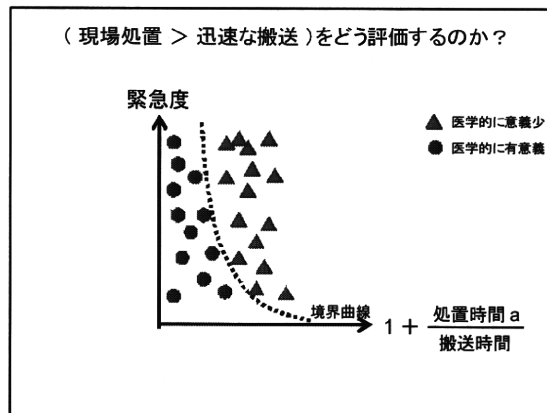 ( 現場処置 > 迅速な搬送 )をどう評価するのか?
緊急度
▲ 医学的に意義少
● 医学的に有意義
境界曲線
1 + 処置時間 a
搬送時間